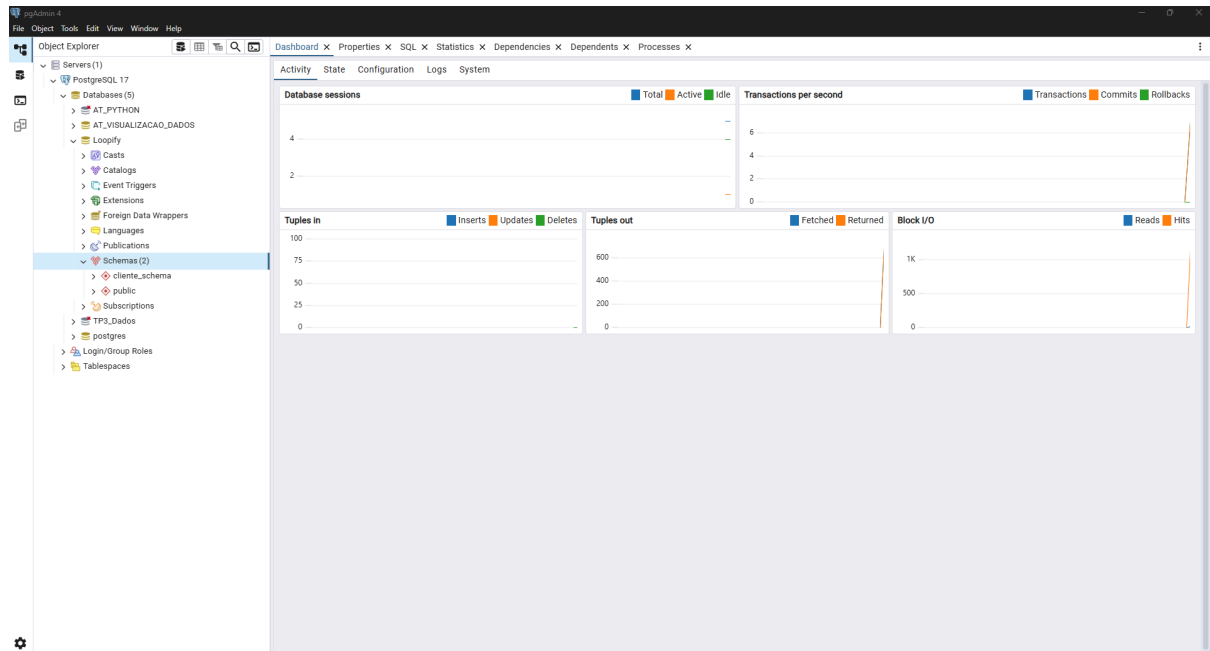 pgAdmin 4
File Object Tools Edit View Window Help
Object Explorer
Servers (1)
PostgreSQL 17
Databases (5)
AT_PYTHON
AT_VISUALIZACAO_DADOS
Loopify
Casts
Catalogs
Event Triggers
Extensions
Foreign Data Wrappers
Languages
Publications
Schemas (2)
cliente_schema
public
Subscriptions
TP3_Dados
postgres
Login/Group Roles
Tablespaces
Dashboard Properties SQL Statistics Dependencies Dependents Processes
Activity State Configuration Logs System
Database sessions Total Active Idle
4
2
Transactions per second Transactions Commits Rollbacks
6
4
2
0
Tuples in Inserts Updates Deletes
100
75
50
25
0
Tuples out Fetched Returned
600
400
200
0
Block I/O Reads Hits
1K
500
0